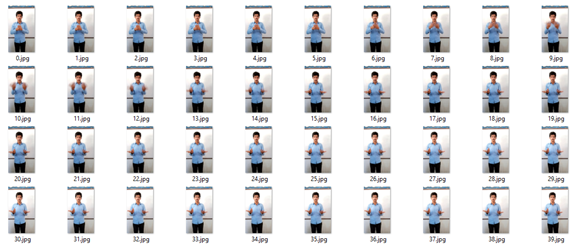 0.jpg 1.jpg 2.jpg 3.jpg 4.jpg 5.jpg 6.jpg 7.jpg 8.jpg 9.jpg
10.jpg 11.jpg 12.jpg 13.jpg 14.jpg 15.jpg 16.jpg 17.jpg 18.jpg 19.jpg
20.jpg 21.jpg 22.jpg 23.jpg 24.jpg 25.jpg 26.jpg 27.jpg 28.jpg 29.jpg
30.jpg 31.jpg 32.jpg 33.jpg 34.jpg 35.jpg 36.jpg 37.jpg 38.jpg 39.jpg